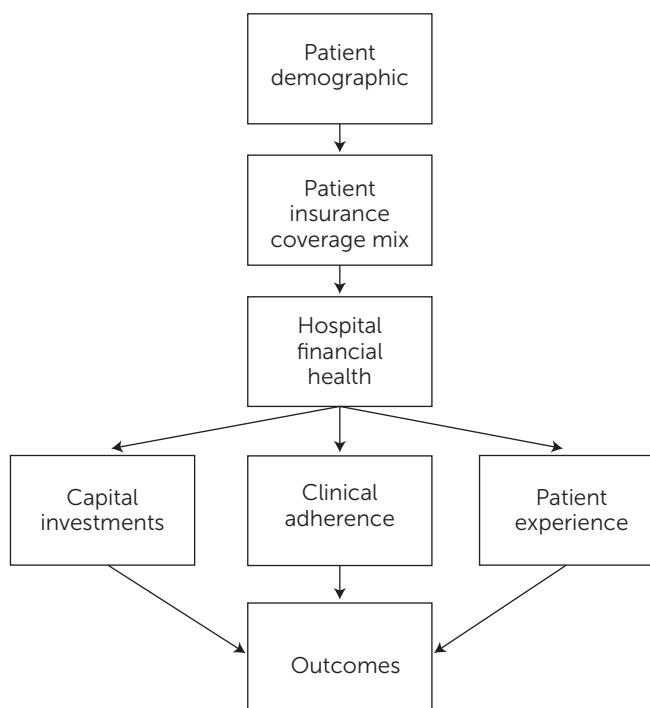 Patient
demographic
Patient
insurance
coverage mix
Hospital
financial
health
Capital
investments
Clinical
adherence
Patient
experience
Outcomes